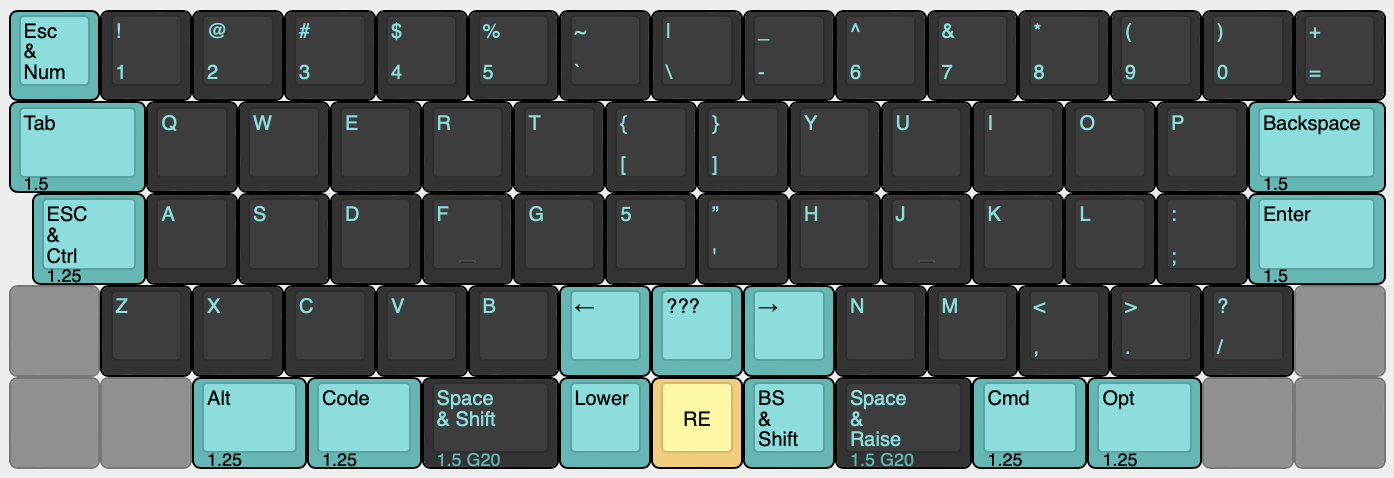 Esc & Num ! 1 @ 2 # 3 $ 4 % 5 ~ ` | \ _ - ^ 6 & 7 * 8 ( 9 ) 0 + =
Tab 1.5 Q W E R T { [ } ] Y U I O P Backspace 1.5
ESC & Ctrl 1.25 A S D F _ G 5 ” ' H J _ K L : ; Enter 1.5
Z X C V B ← ??? → N M < , > . ? /
Alt 1.25 Code 1.25 Space & Shift 1.5 G20 Lower RE BS & Shift Space & Raise 1.5 G20 Cmd 1.25 Opt 1.25